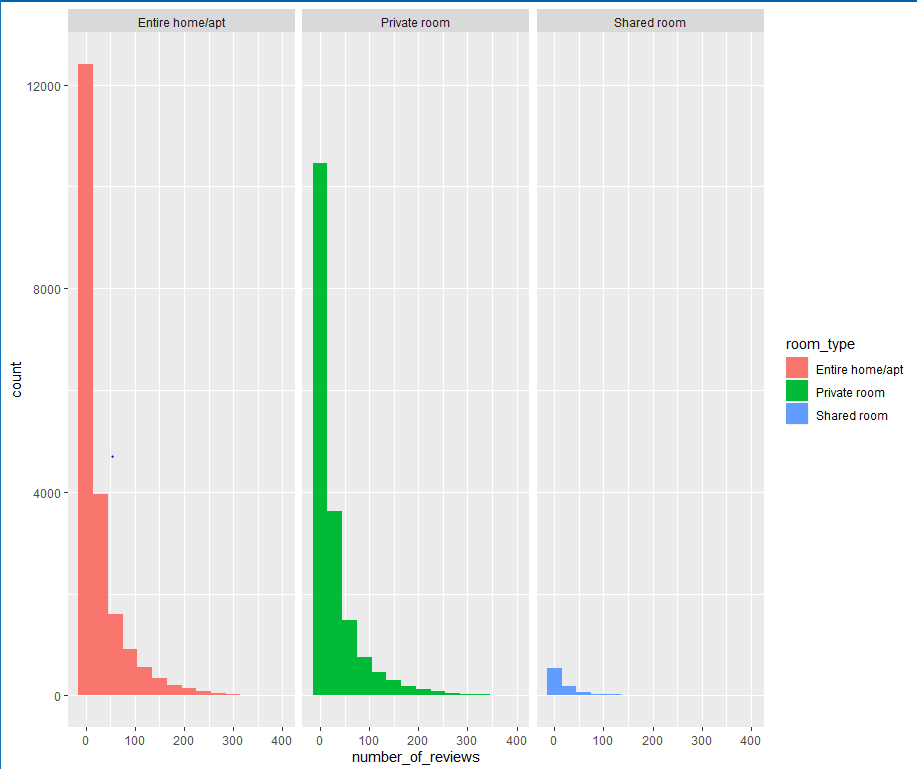 Entire home/apt Private room Shared room
12000
8000
4000
0
count
0 100 200 300 400 0 100 200 300 400 0 100 200 300 400
number_of_reviews
room_type
Entire home/apt
Private room
Shared room